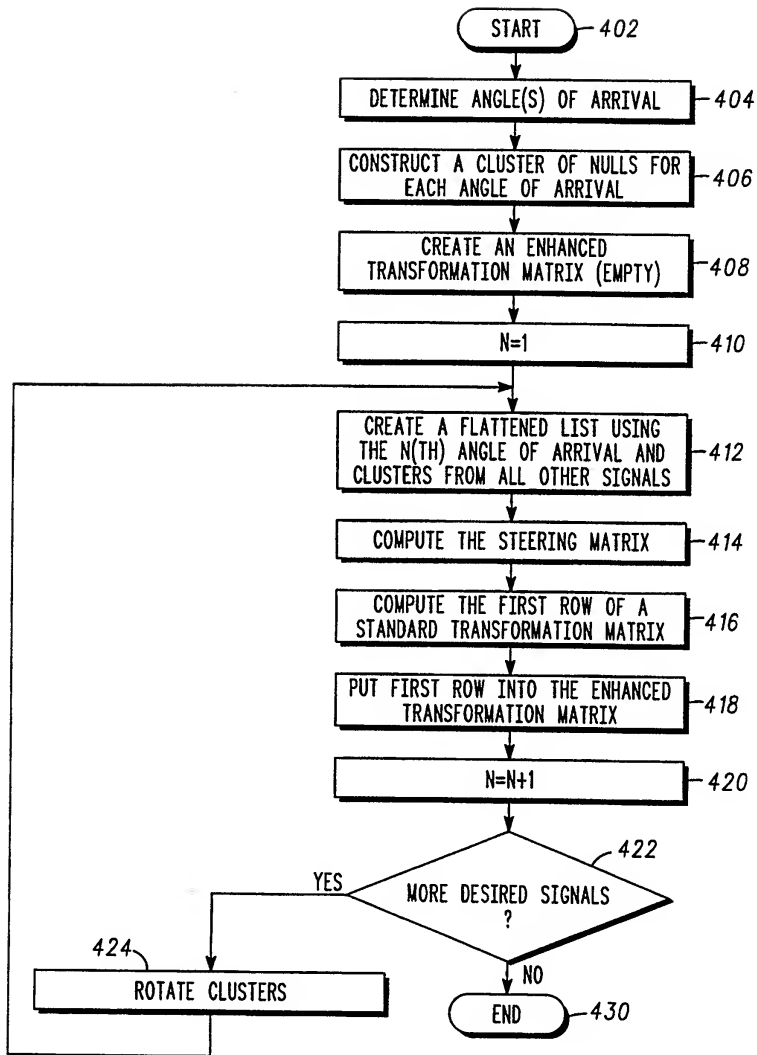 START
402
DETERMINE ANGLE(S) OF ARRIVAL
404
CONSTRUCT A CLUSTER OF NULLS FOR
EACH ANGLE OF ARRIVAL
406
CREATE AN ENHANCED
TRANSFORMATION MATRIX (EMPTY)
408
N=1
410
CREATE A FLATTENED LIST USING
THE N(TH) ANGLE OF ARRIVAL AND
CLUSTERS FROM ALL OTHER SIGNALS
412
COMPUTE THE STEERING MATRIX
414
COMPUTE THE FIRST ROW OF A
STANDARD TRANSFORMATION MATRIX
416
PUT FIRST ROW INTO THE ENHANCED
TRANSFORMATION MATRIX
418
N=N+1
420
422
MORE DESIRED SIGNALS
?
YES
424
ROTATE CLUSTERS
NO
END
430